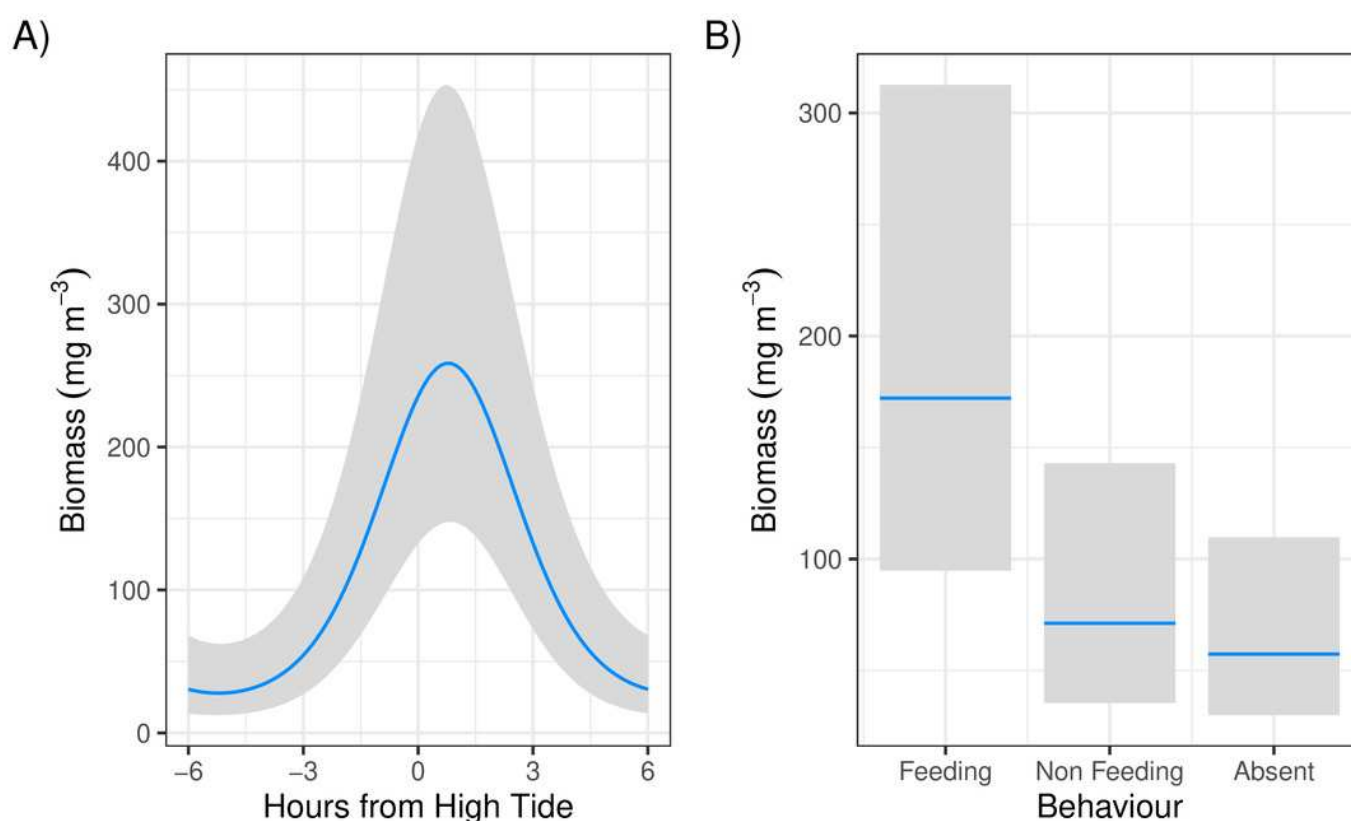 A)
Biomass (mg m⁻³)
400
300
200
100
0
−6 −3 0 3 6
Hours from High Tide
B)
Biomass (mg m⁻³)
300
200
100
Feeding Non Feeding Absent
Behaviour